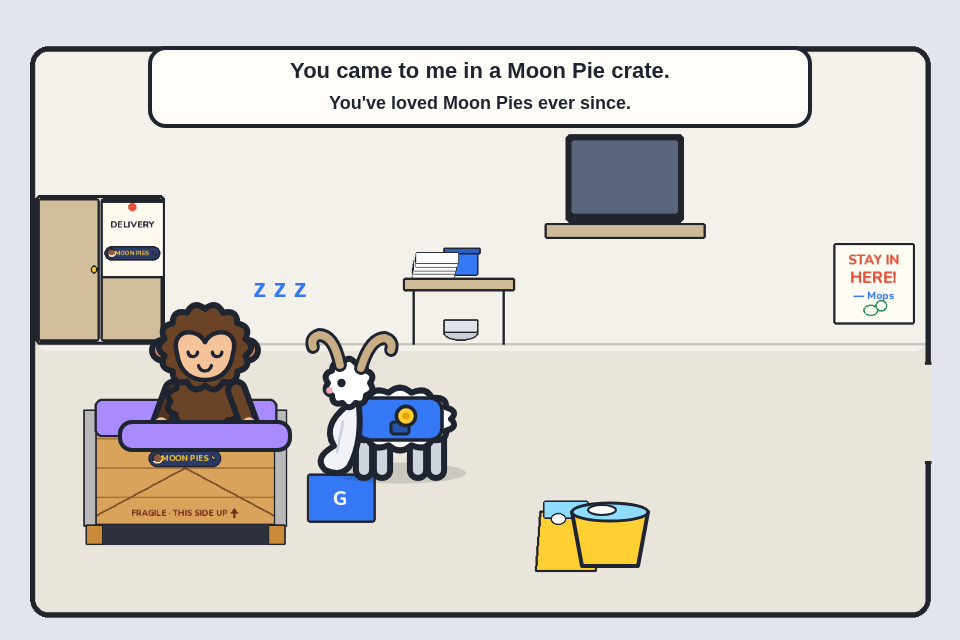 You came to me in a Moon Pie crate.
You've loved Moon Pies ever since.
DELIVERY
MOON PIES
STAY IN
HERE!
— Mops
z z z
MOON PIES
FRAGILE · THIS SIDE UP
G